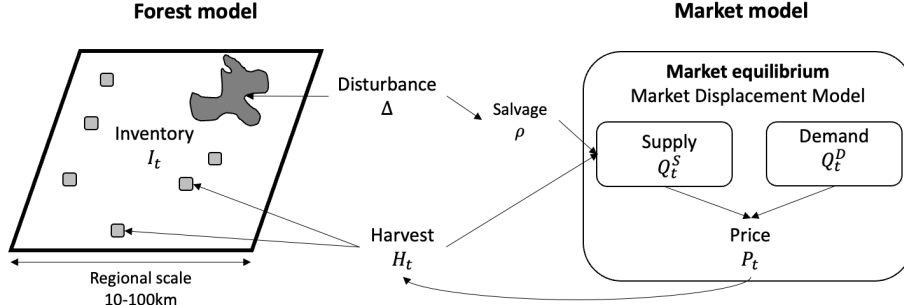 Forest model
Market model
Disturbance
Δ
Salvage
ρ
Inventory
I_t
Harvest
H_t
Regional scale
10-100km
Market equilibrium
Market Displacement Model
Supply
Q_t^S
Demand
Q_t^D
Price
P_t